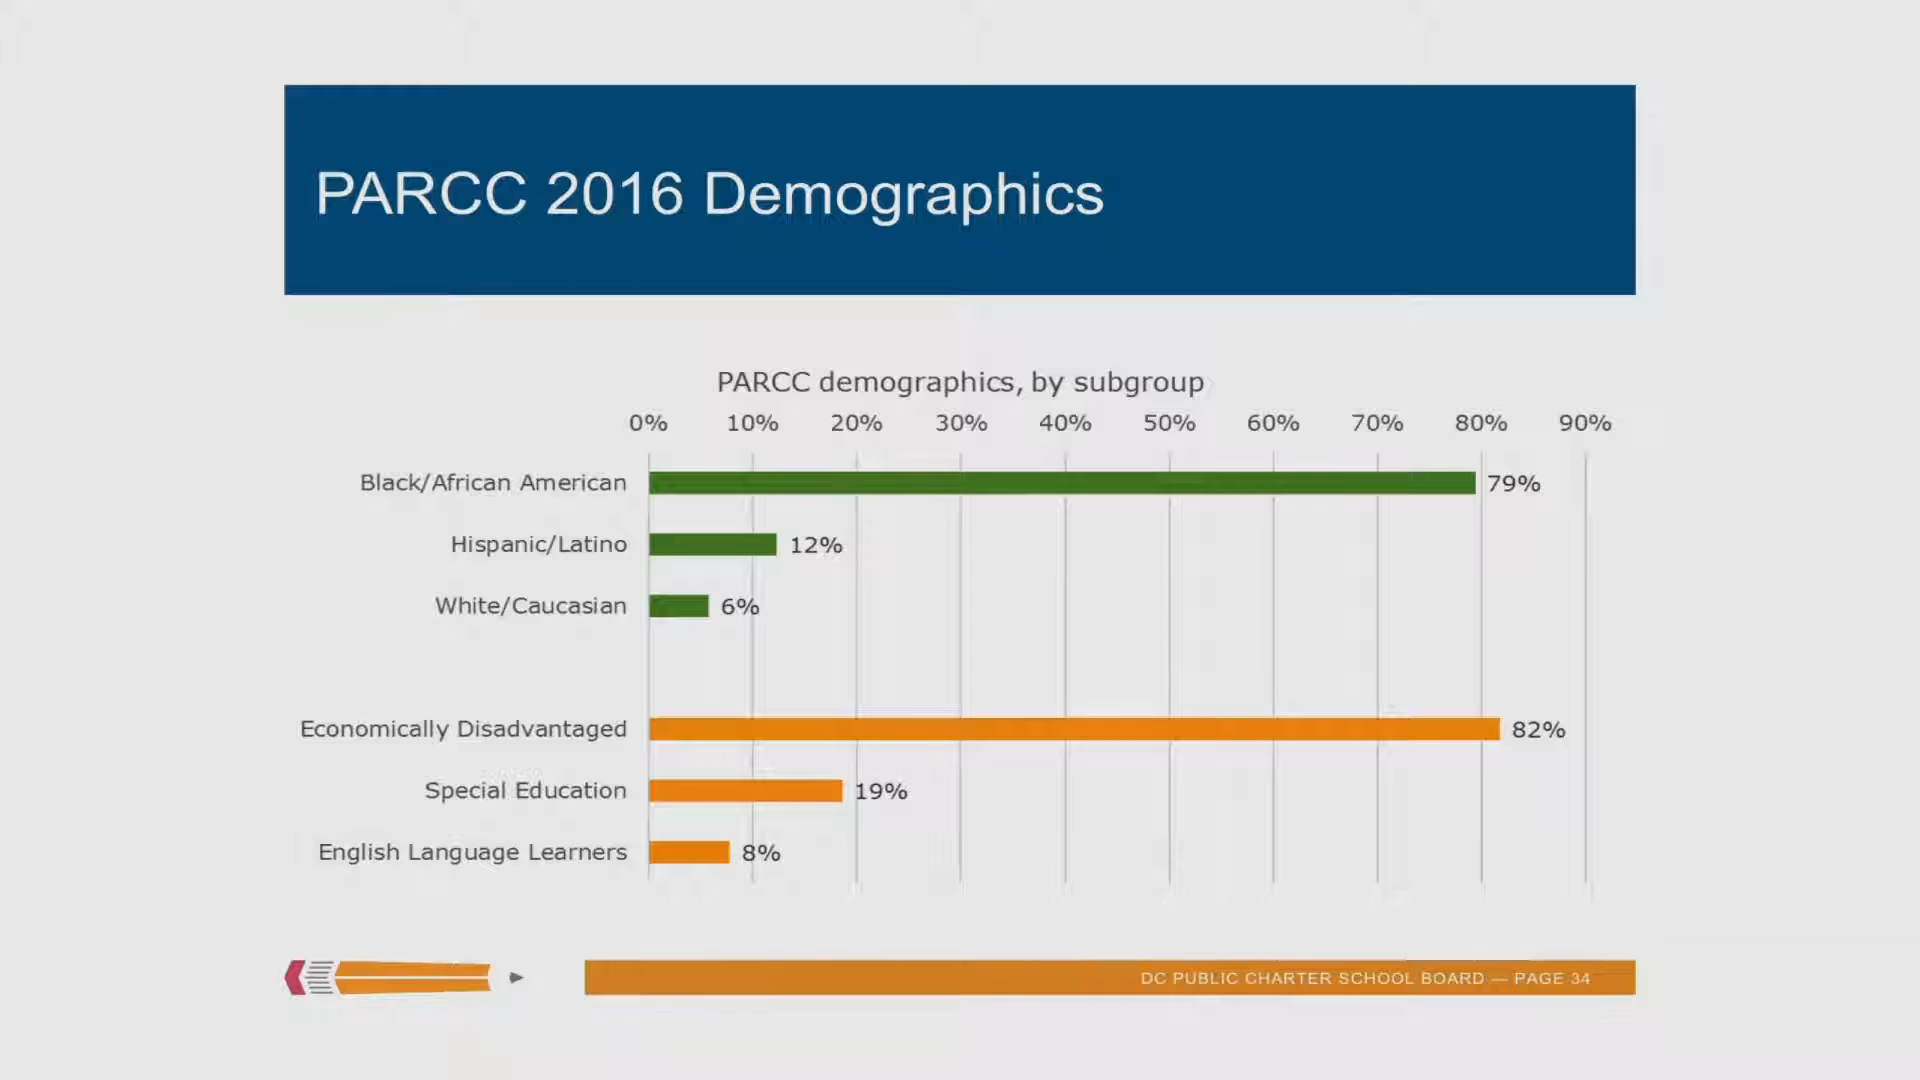 PARCC 2016 Demographics
PARCC demographics, by subgroup
0% 10% 20% 30% 40% 50% 60% 70% 80% 90%
Black/African American 79%
Hispanic/Latino 12%
White/Caucasian 6%
Economically Disadvantaged 82%
Special Education 19%
English Language Learners 8%
DC PUBLIC CHARTER SCHOOL BOARD — PAGE 34